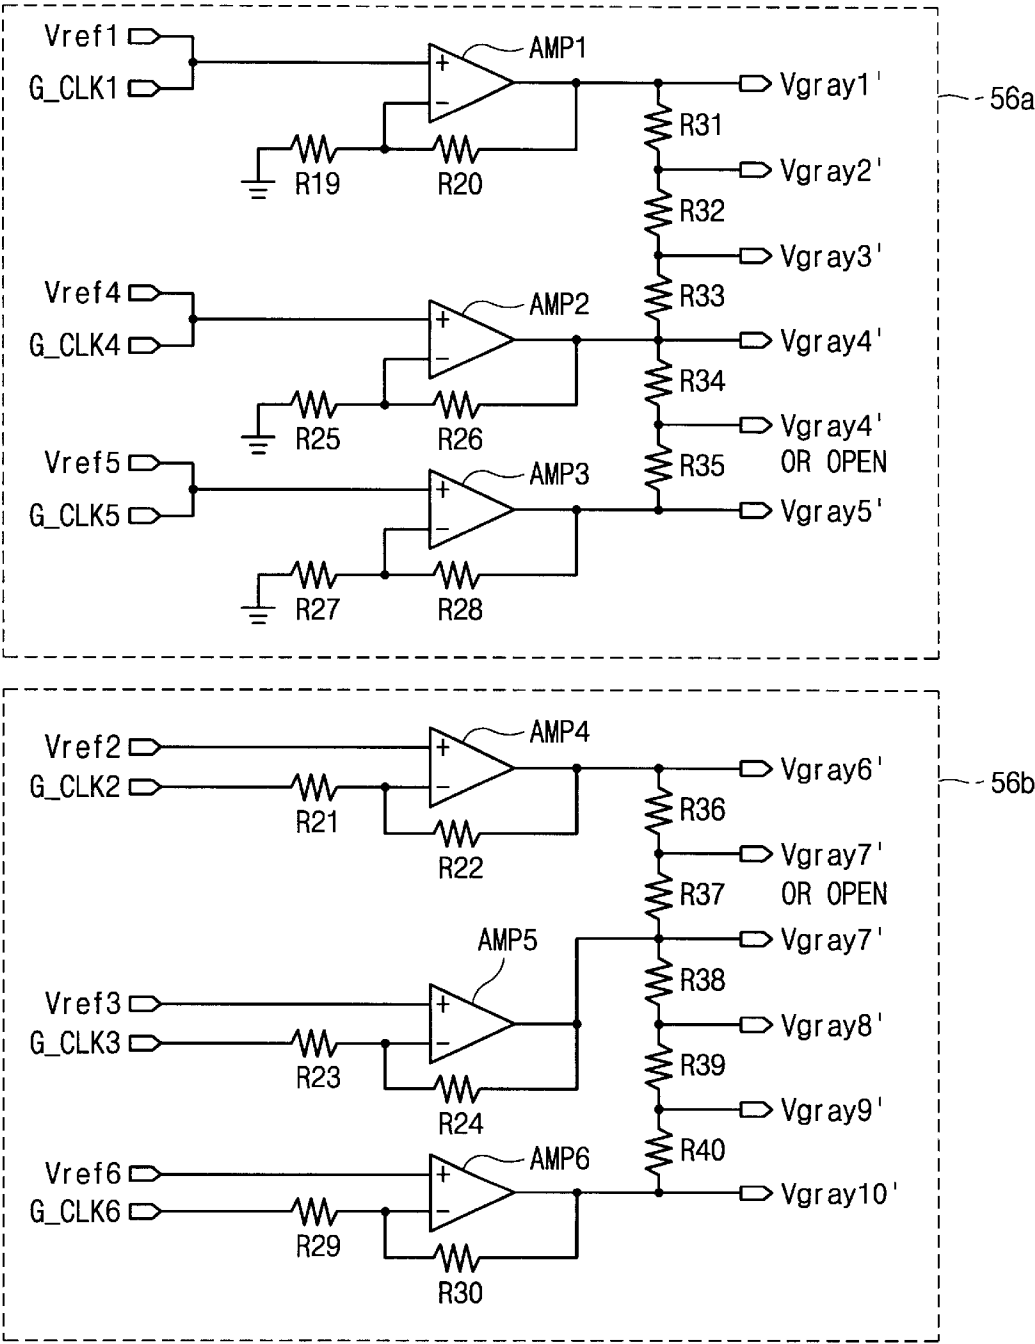 Vref1
G_CLK1
+
−
AMP1
R19
R20
Vgray1'
R31
Vgray2'
R32
Vgray3'
R33
56a
Vref4
G_CLK4
+
−
AMP2
R25
R26
Vgray4'
R34
Vgray4'
OR OPEN
R35
Vref5
G_CLK5
+
−
AMP3
R27
R28
Vgray5'
Vref2
G_CLK2
+
−
AMP4
R21
R22
Vgray6'
R36
Vgray7'
OR OPEN
R37
56b
AMP5
Vgray7'
R38
Vref3
G_CLK3
+
−
R23
R24
Vgray8'
R39
Vgray9'
R40
Vref6
G_CLK6
+
−
AMP6
R29
R30
Vgray10'